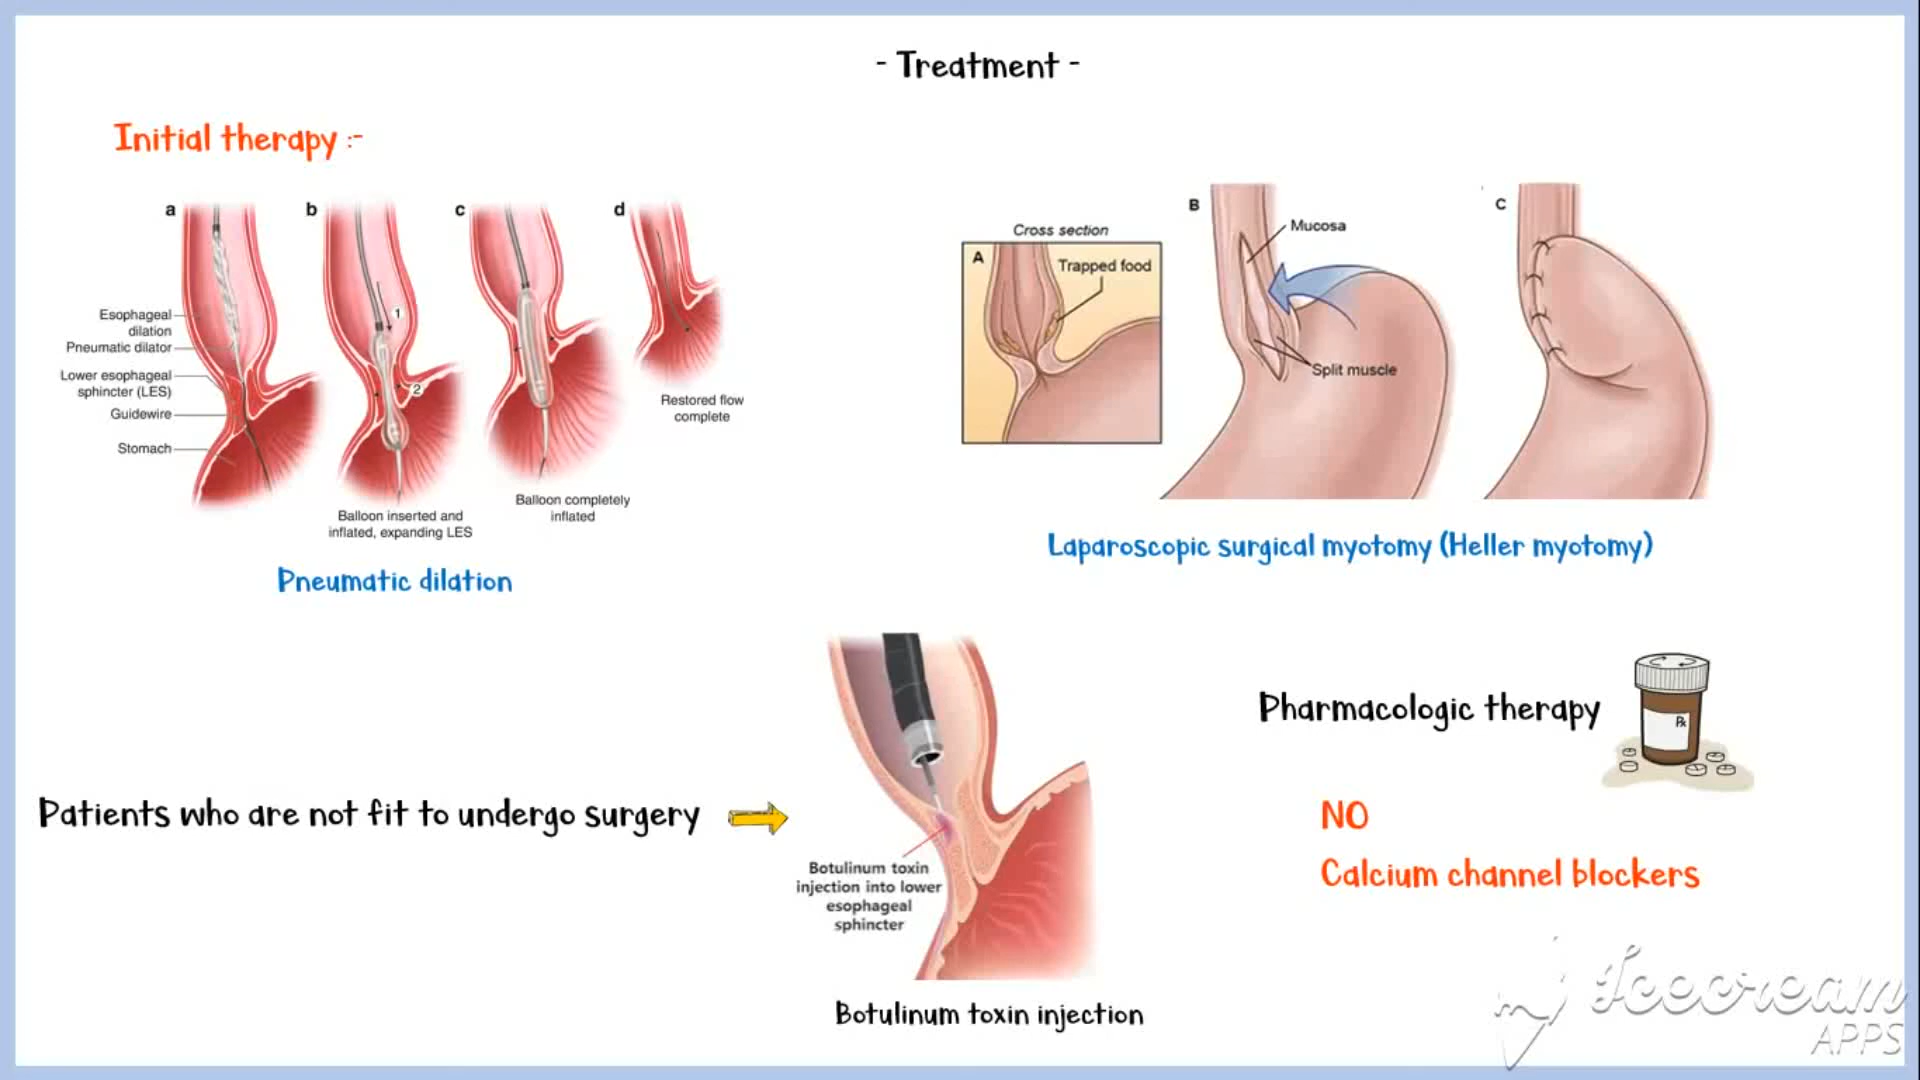 - Treatment -
Initial therapy :-
a
b
c
d
1
2
Esophageal
dilation
Pneumatic dilator
Lower esophageal
sphincter (LES)
Guidewire
Stomach
Balloon inserted and
inflated, expanding LES
Balloon completely
inflated
Restored flow
complete
Pneumatic dilation
Cross section
A
Trapped food
B
Mucosa
Split muscle
C
Laparoscopic surgical myotomy (Heller myotomy)
Patients who are not fit to undergo surgery
Botulinum toxin
injection into lower
esophageal
sphincter
Botulinum toxin injection
Pharmacologic therapy
Rx
NO
Calcium channel blockers
Icecream
APPS